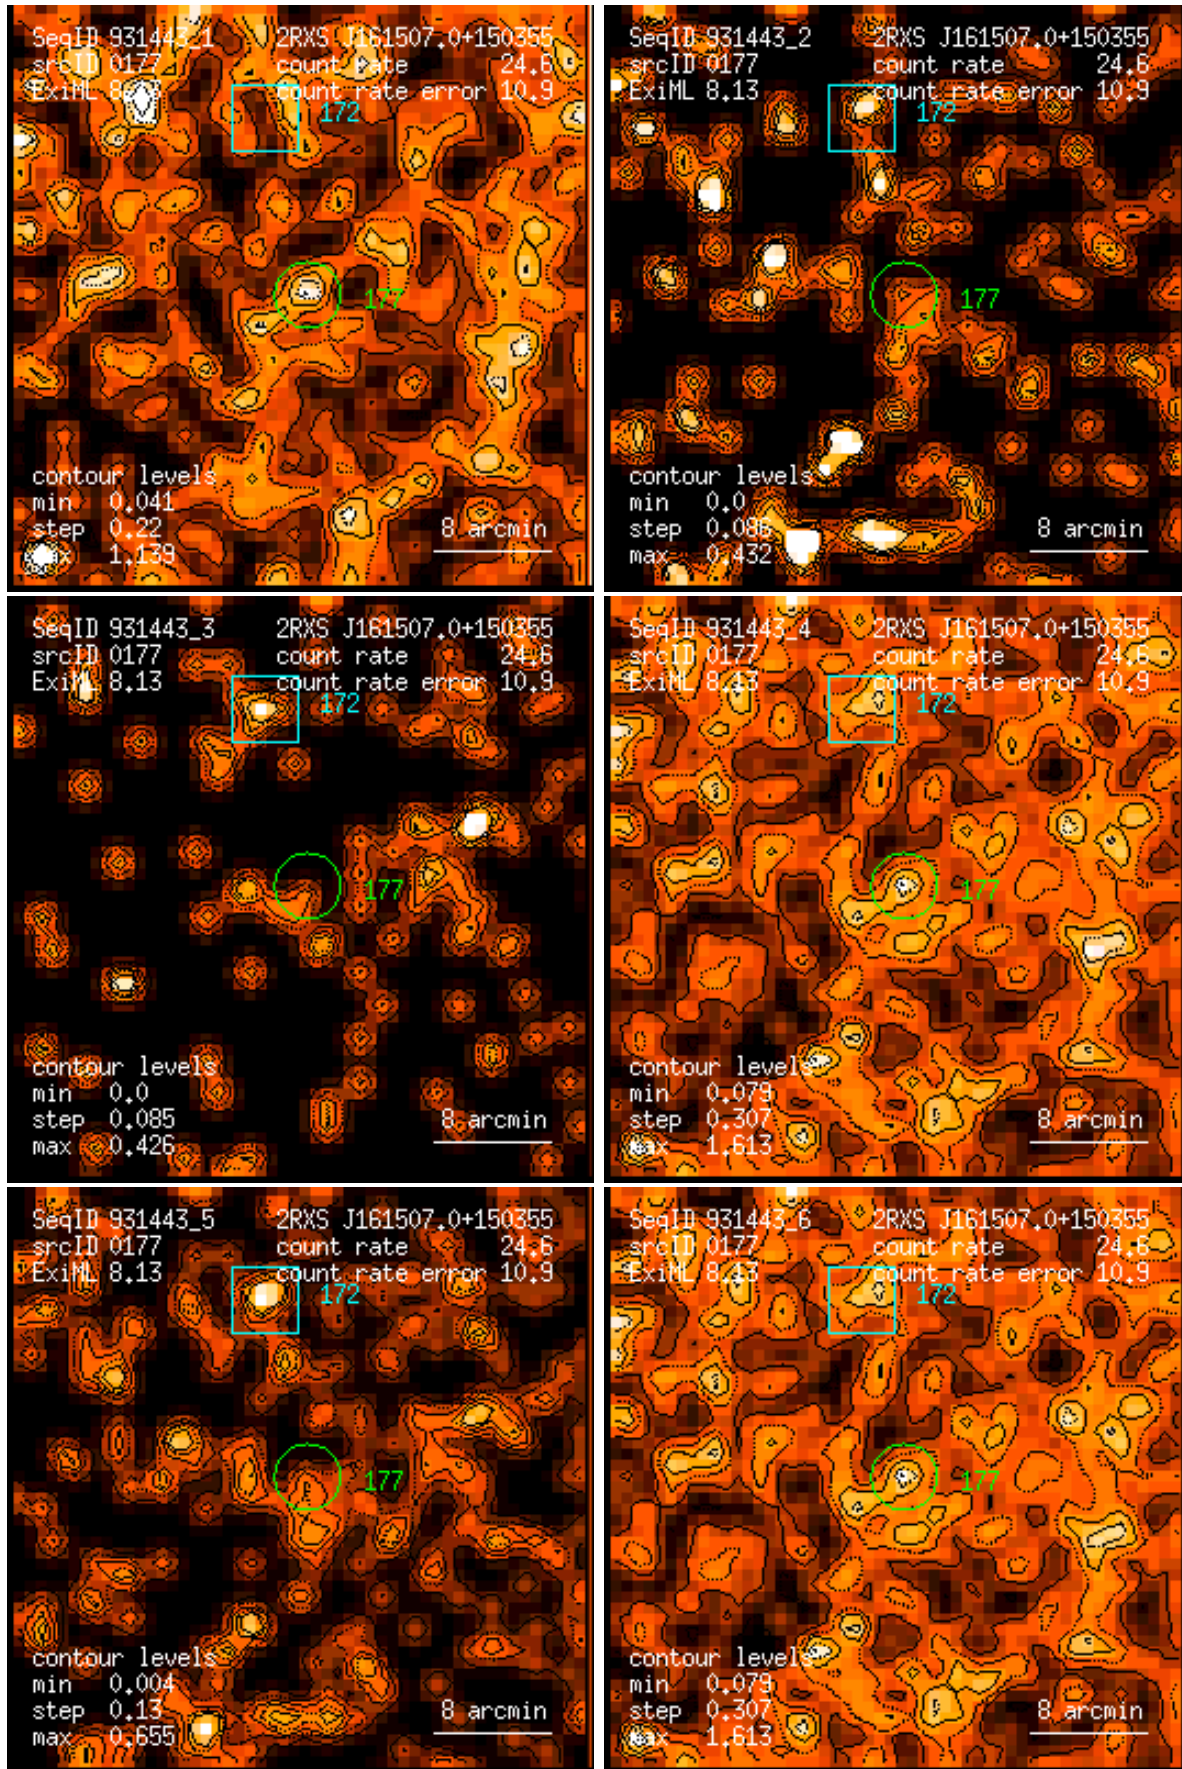 SeqID 931443_1 2RXS J161507.0+150355
srcID 0177 count rate 24.6
ExiML 8.13 count rate error 10.9
172
177
contour levels
min 0.041
step 0.22
max 1.139
8 arcmin
SeqID 931443_2 2RXS J161507.0+150355
srcID 0177 count rate 24.6
ExiML 8.13 count rate error 10.9
172
177
contour levels
min 0.0
step 0.086
max 0.432
8 arcmin
SeqID 931443_3 2RXS J161507.0+150355
srcID 0177 count rate 24.6
ExiML 8.13 count rate error 10.9
172
177
contour levels
min 0.0
step 0.085
max 0.426
8 arcmin
SeqID 931443_4 2RXS J161507.0+150355
srcID 0177 count rate 24.6
ExiML 8.13 count rate error 10.9
172
177
contour levels
min 0.079
step 0.307
max 1.613
8 arcmin
SeqID 931443_5 2RXS J161507.0+150355
srcID 0177 count rate 24.6
ExiML 8.13 count rate error 10.9
172
177
contour levels
min 0.004
step 0.13
max 0.655
8 arcmin
SeqID 931443_6 2RXS J161507.0+150355
srcID 0177 count rate 24.6
ExiML 8.13 count rate error 10.9
172
177
contour levels
min 0.079
step 0.307
max 1.613
8 arcmin